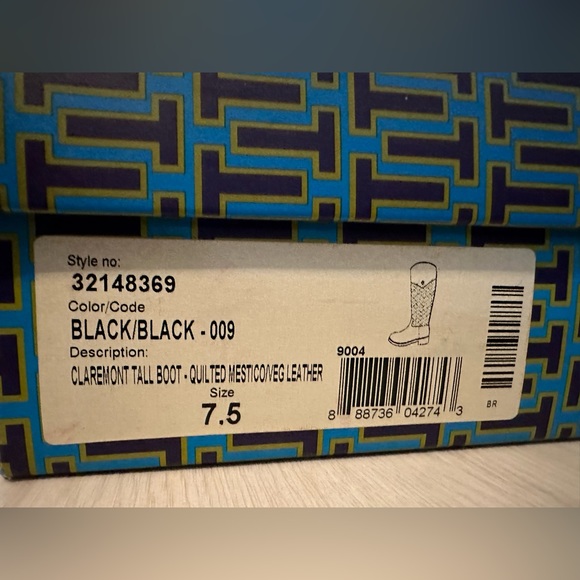 Style no:
32148369
Color/Code
BLACK/BLACK - 009
Description:
CLAREMONT TALL BOOT - QUILTED MESTICO/VEG LEATHER
Size
7.5
9004
8 88736 04274 3
BR